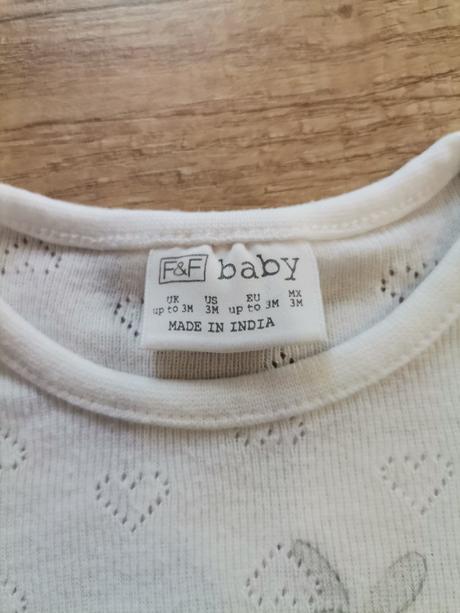 F&F baby
UK US EU MX
up to 3M 3M up to 3M 3M
MADE IN INDIA